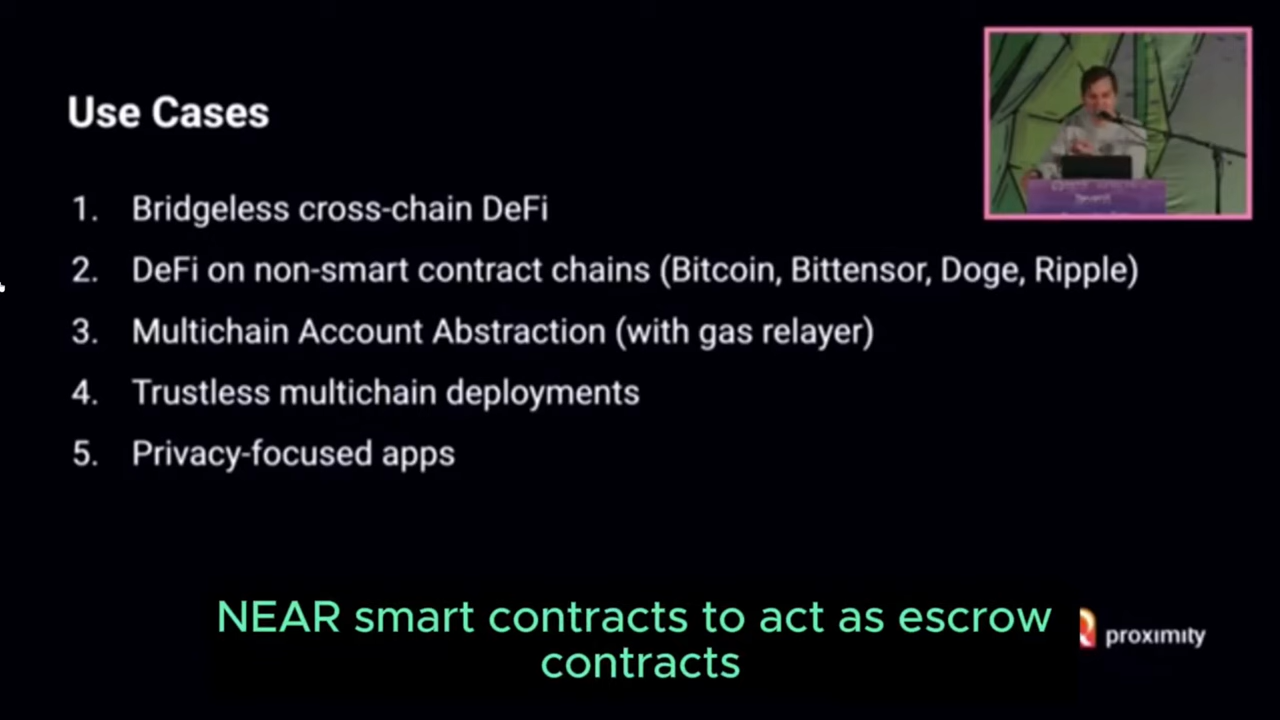 Use Cases
1. Bridgeless cross-chain DeFi
2. DeFi on non-smart contract chains (Bitcoin, Bittensor, Doge, Ripple)
3. Multichain Account Abstraction (with gas relayer)
4. Trustless multichain deployments
5. Privacy-focused apps
NEAR smart contracts to act as escrow
contracts
proximity